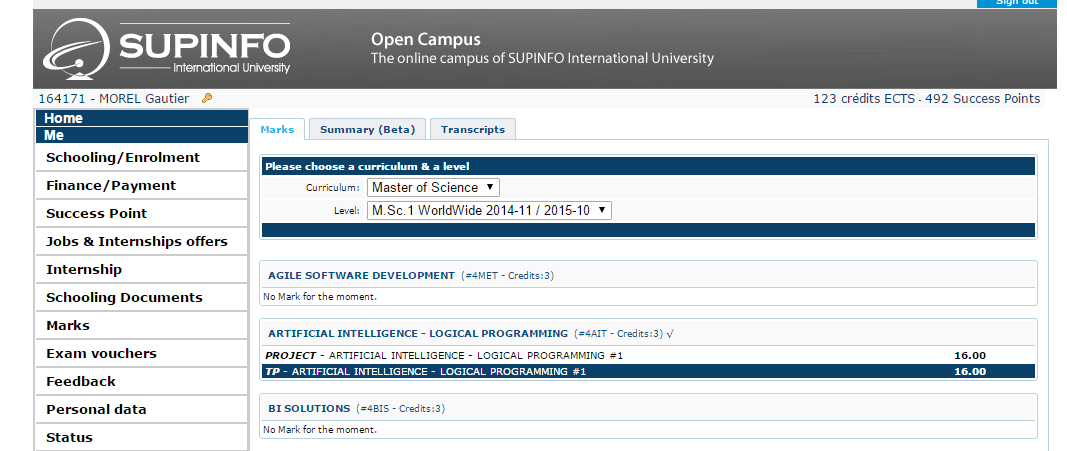 Sign out
SUPINFO
International University
Open Campus
The online campus of SUPINFO International University
164171 - MOREL Gautier
123 crédits ECTS - 492 Success Points
Home
Me
Schooling/Enrolment
Finance/Payment
Success Point
Jobs & Internships offers
Internship
Schooling Documents
Marks
Exam vouchers
Feedback
Personal data
Status
Marks Summary (Beta) Transcripts
Please choose a curriculum & a level
Curriculum: Master of Science
Level: M.Sc.1 WorldWide 2014-11 / 2015-10
AGILE SOFTWARE DEVELOPMENT (#4MET - Credits:3)
No Mark for the moment.
ARTIFICIAL INTELLIGENCE - LOGICAL PROGRAMMING (#4AIT - Credits:3) √
PROJECT - ARTIFICIAL INTELLIGENCE - LOGICAL PROGRAMMING #1 16.00
TP - ARTIFICIAL INTELLIGENCE - LOGICAL PROGRAMMING #1 16.00
BI SOLUTIONS (#4BIS - Credits:3)
No Mark for the moment.